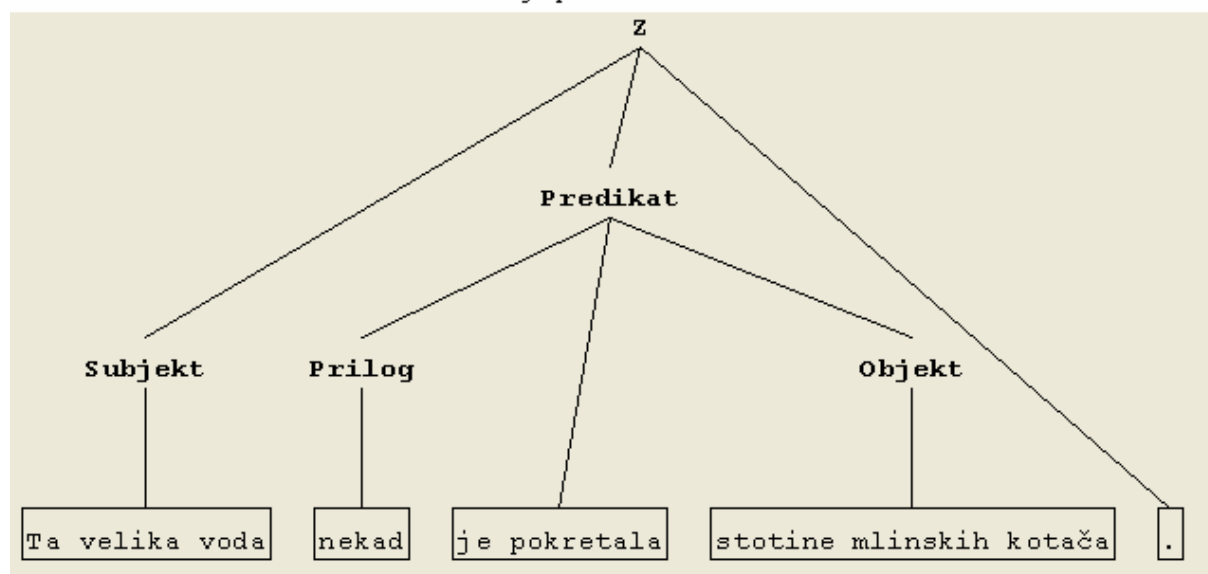 Z
Predikat
Subjekt Prilog Objekt
Ta velika voda nekad je pokretala stotine mlinskih kotača .